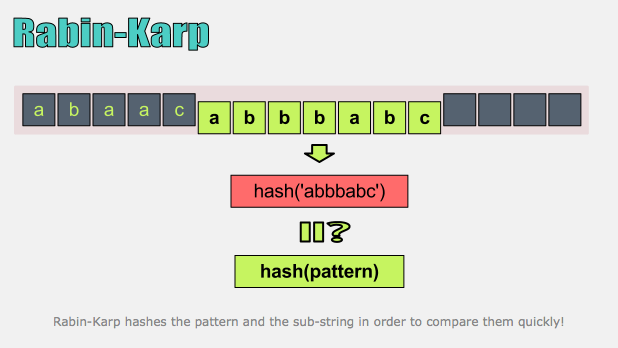 Rabin-Karp
a b a a c a b b b a b c
hash('abbbabc')
=?
hash(pattern)
Rabin-Karp hashes the pattern and the sub-string in order to compare them quickly!